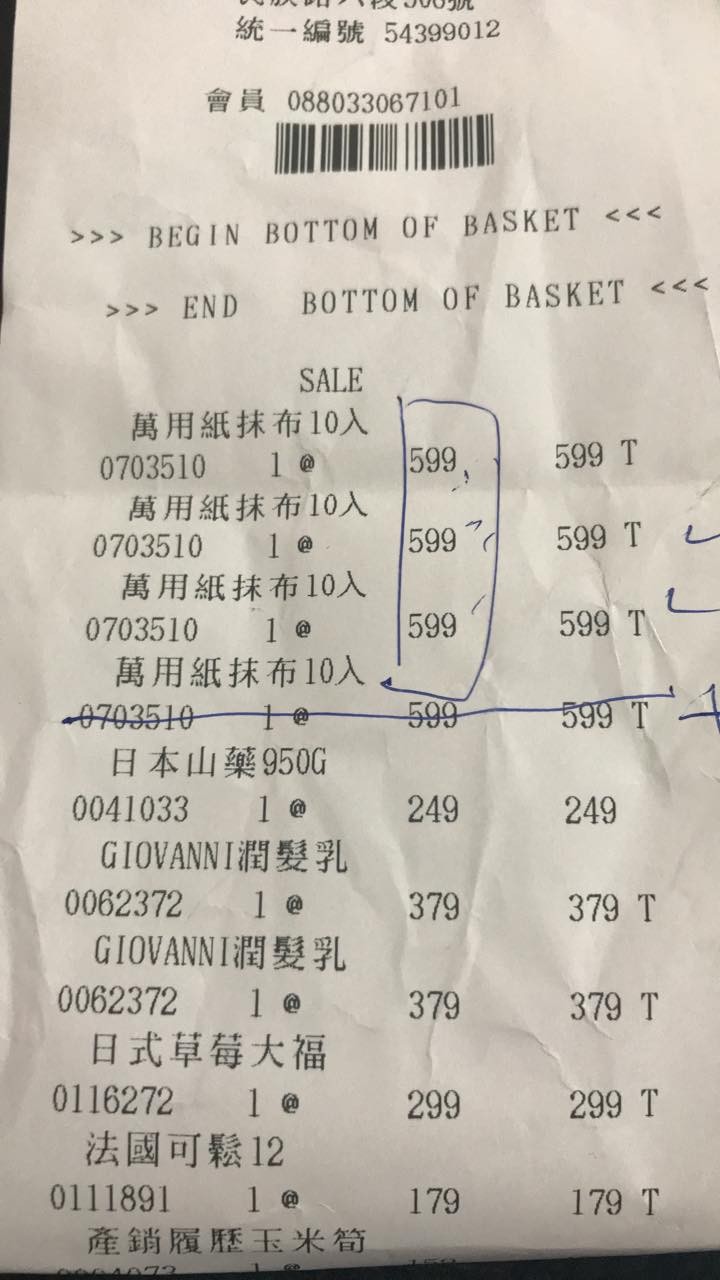 統一編號 54399012
會員 088033067101
>>> BEGIN BOTTOM OF BASKET <<<
>>> END BOTTOM OF BASKET <<<
SALE
萬用紙抹布10入
0703510 1 @ 599 599 T
萬用紙抹布10入
0703510 1 @ 599 599 T
萬用紙抹布10入
0703510 1 @ 599 599 T
萬用紙抹布10入
0703510 1 @ 599 599 T
日本山藥950G
0041033 1 @ 249 249
GIOVANNI潤髮乳
0062372 1 @ 379 379 T
GIOVANNI潤髮乳
0062372 1 @ 379 379 T
日式草莓大福
0116272 1 @ 299 299 T
法國可鬆12
0111891 1 @ 179 179 T
產銷履歷玉米筍